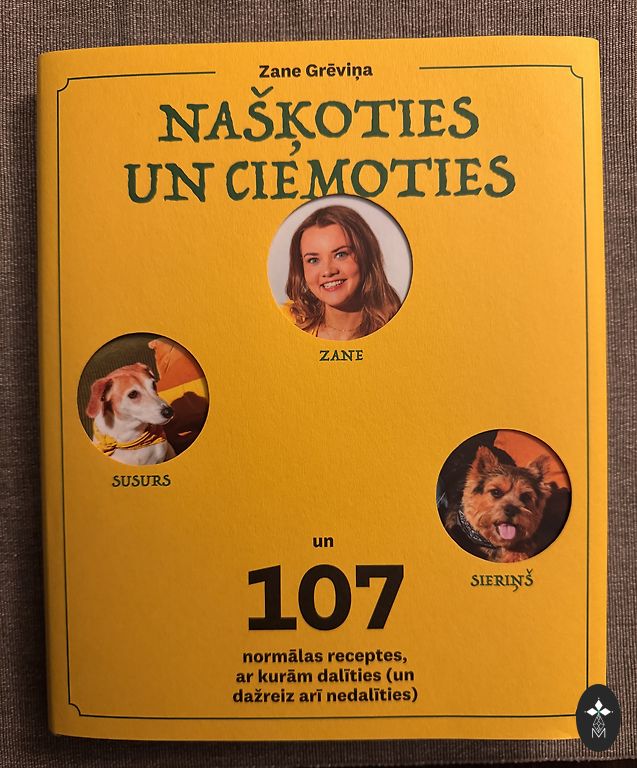 Zane Grēviņa
NAŠĶOTIES
UN CIEMOTIES
ZANE
SUSURS
SIERIŅŠ
un
107
normālas receptes,
ar kurām dalīties (un
dažreiz arī nedalīties)
M